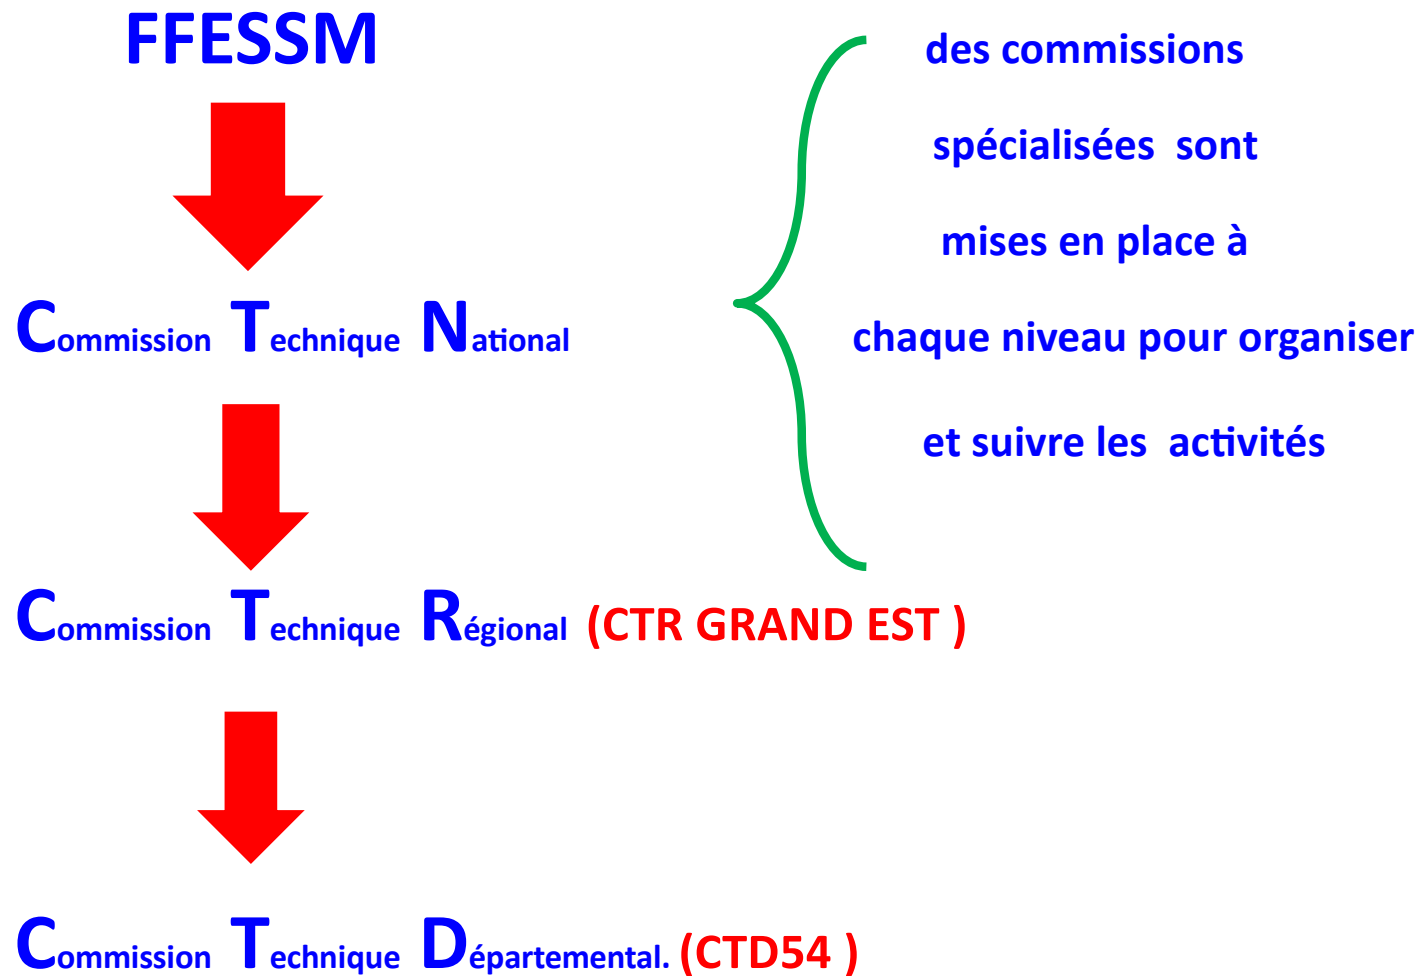 FFESSM
Commission Technique National
Commission Technique Régional (CTR GRAND EST )
Commission Technique Départemental. (CTD54 )
des commissions
spécialisées sont
mises en place à
chaque niveau pour organiser
et suivre les activités